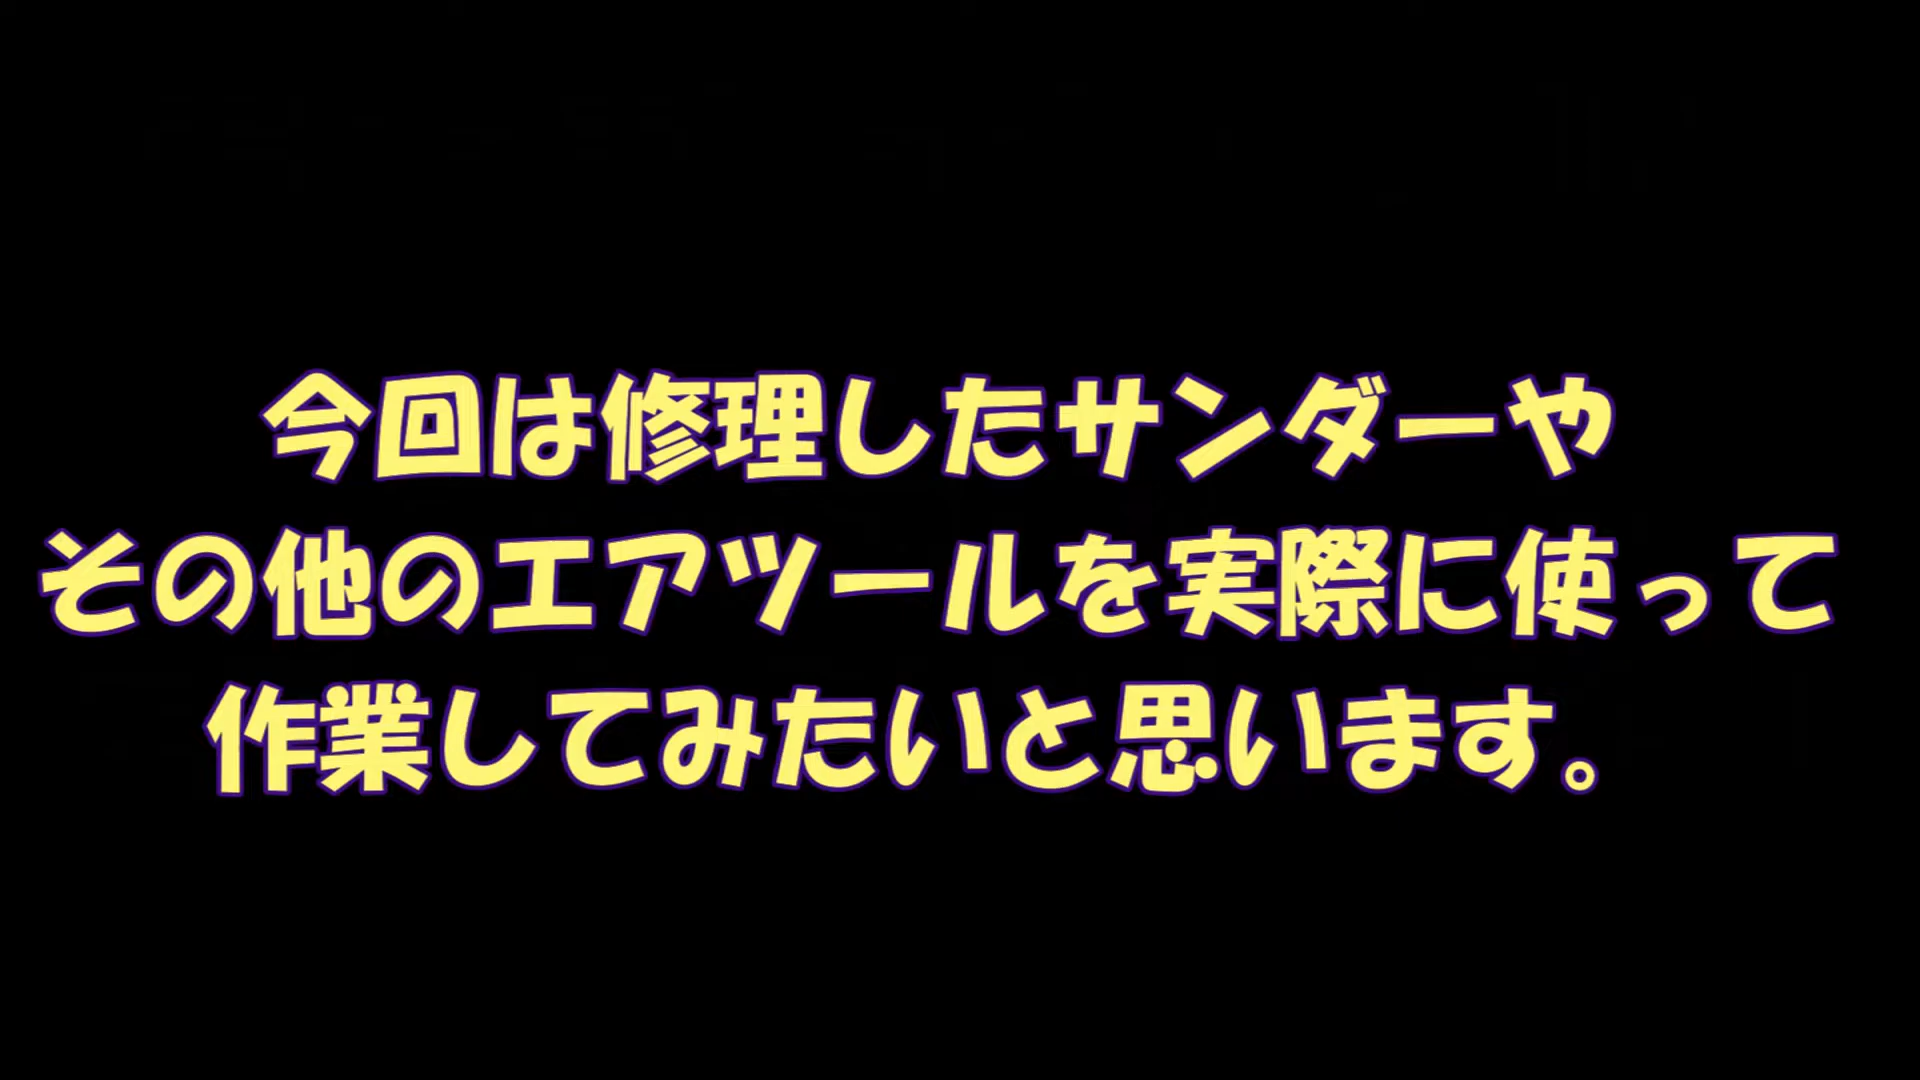 今回は修理したサンダーや
その他のエアツールを実際に使って
作業してみたいと思います。